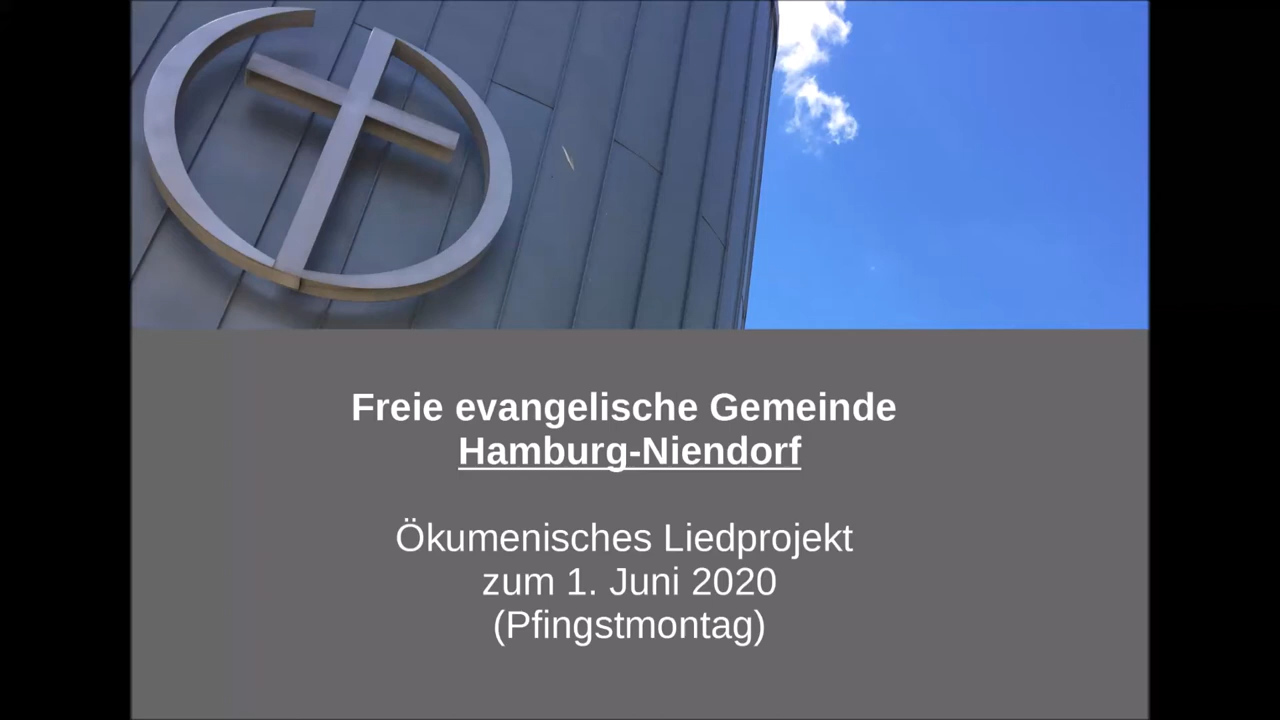 Freie evangelische Gemeinde
Hamburg-Niendorf
Ökumenisches Liedprojekt
zum 1. Juni 2020
(Pfingstmontag)